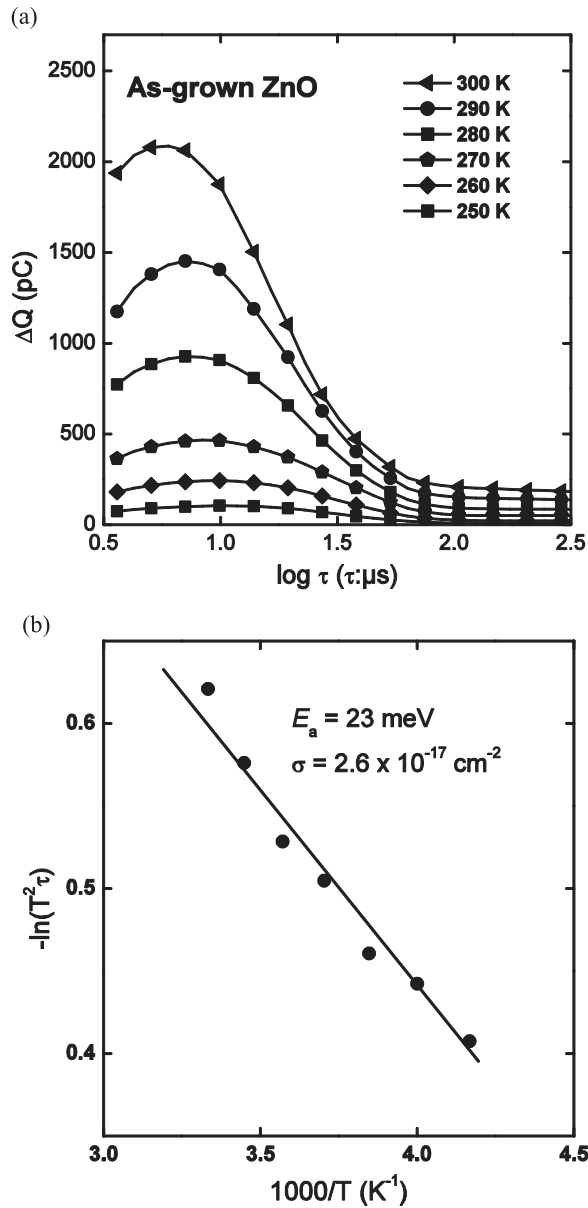 (a)
2500
2000
1500
1000
500
0
As-grown ZnO
300 K
290 K
280 K
270 K
260 K
250 K
ΔQ (pC)
0.5 1.0 1.5 2.0 2.5
log τ (τ:µs)
(b)
0.6
0.5
0.4
Eₐ = 23 meV
σ = 2.6 x 10⁻¹⁷ cm⁻²
-ln(T²τ)
3.0 3.5 4.0 4.5
1000/T (K⁻¹)